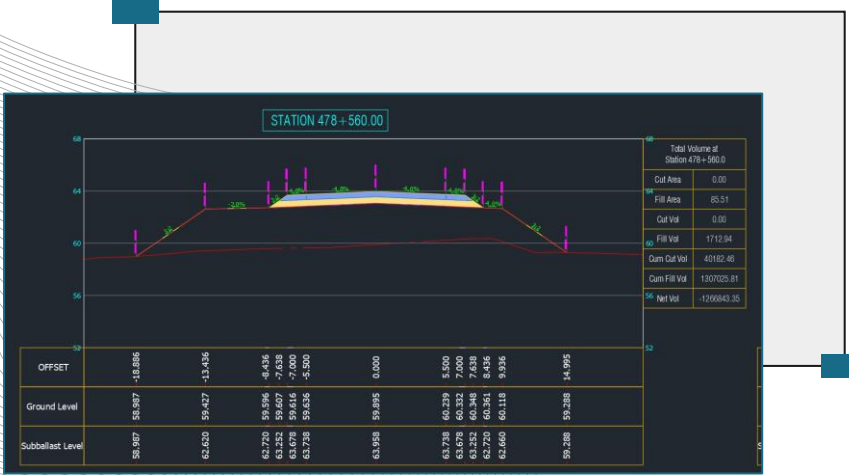 STATION 478+560.00
68
64
60
56
52
68
64
60
56
52
-2.0%
-4.0%
-4.0%
-4.0%
-4.0%
-4.0%
Total Volume at
Station 478+560.0
Cut Area 0.00
Fill Area 85.51
Cut Vol 0.00
Fill Vol 1712.94
Cum Cut Vol 40182.46
Cum Fill Vol 1307025.81
Net Vol -1266843.35
OFFSET -18.886 -13.436 -8.436 -7.638 -7.000 -5.500 0.000 5.500 7.000 7.638 8.436 9.936 14.995
Ground Level 58.987 59.427 59.596 59.607 59.616 59.636 59.895 60.239 60.332 60.348 60.361 60.118 59.288
Subballast Level 58.987 62.620 62.720 63.252 63.678 63.738 63.958 63.738 63.678 63.252 62.720 62.660 59.288